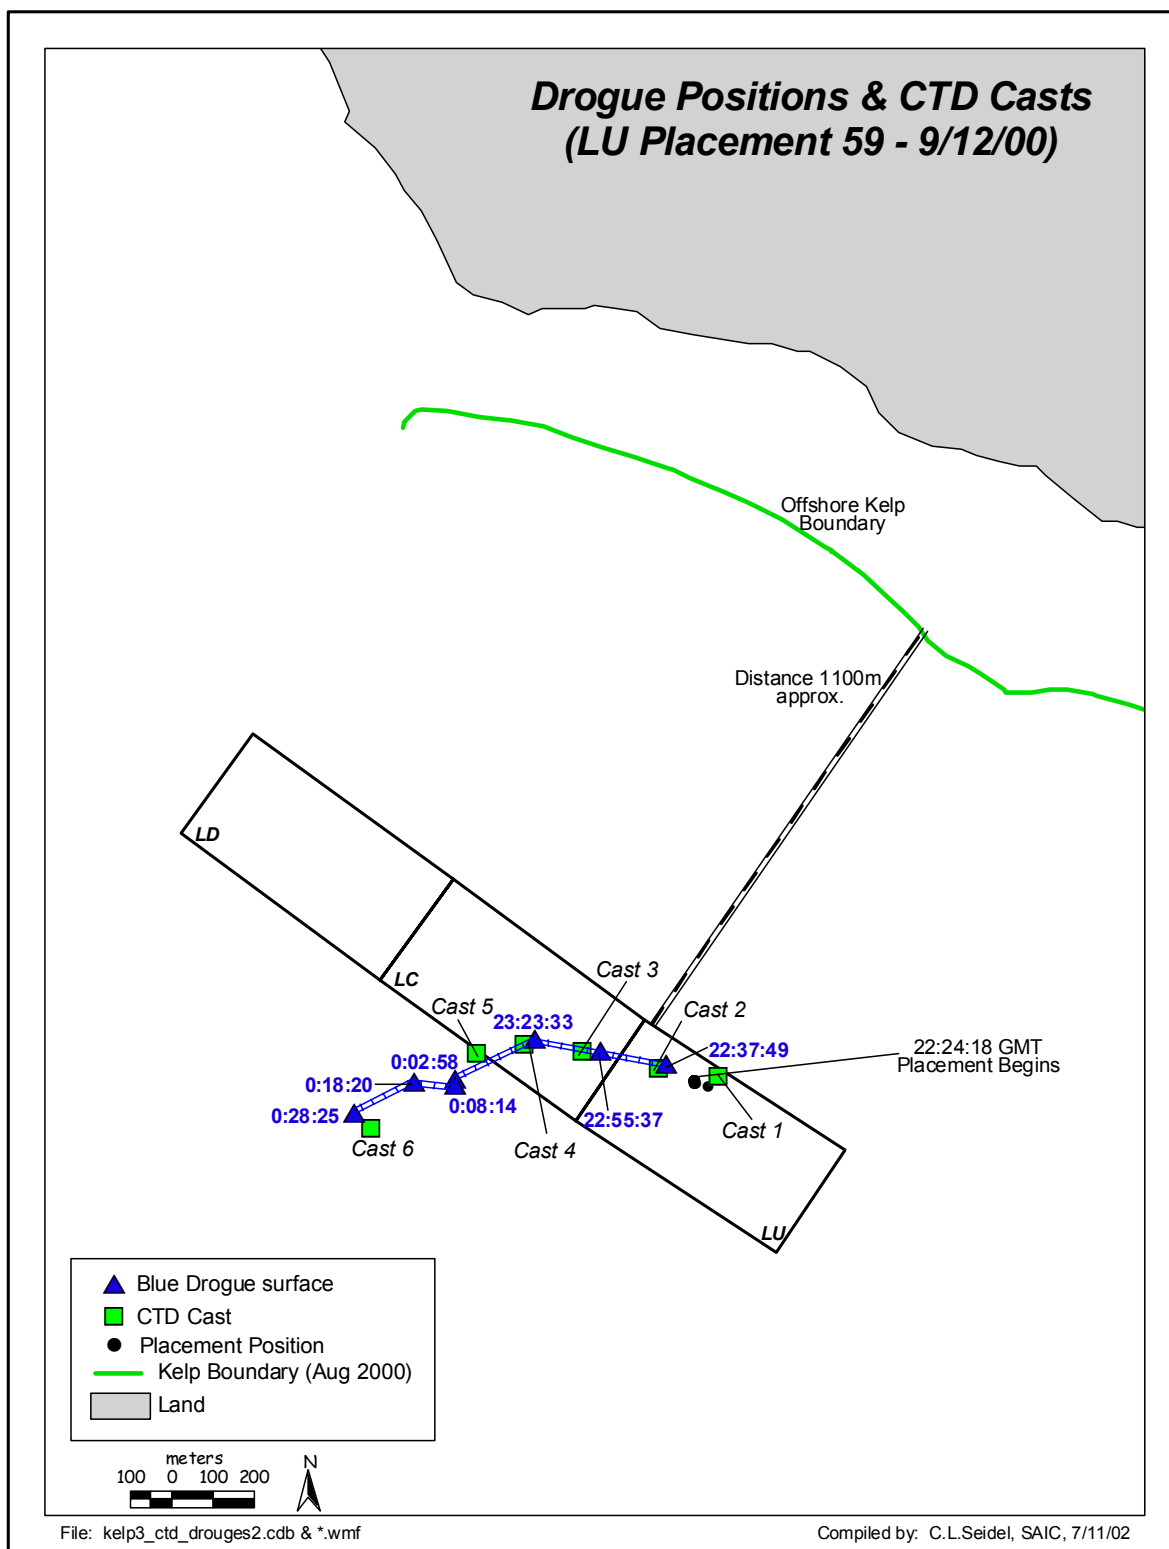 Drogue Positions & CTD Casts
(LU Placement 59 - 9/12/00)
Offshore Kelp
Boundary
Distance 1100m
approx.
LD
LC
Cast 3
Cast 5
Cast 2
23:23:33
22:37:49
22:24:18 GMT
Placement Begins
0:02:58
0:18:20
0:08:14
0:28:25
22:55:37
Cast 1
Cast 6
Cast 4
LU
Blue Drogue surface
CTD Cast
Placement Position
Kelp Boundary (Aug 2000)
Land
meters
100 0 100 200
N
File: kelp3_ctd_drouges2.cdb & *.wmf
Compiled by: C.L.Seidel, SAIC, 7/11/02